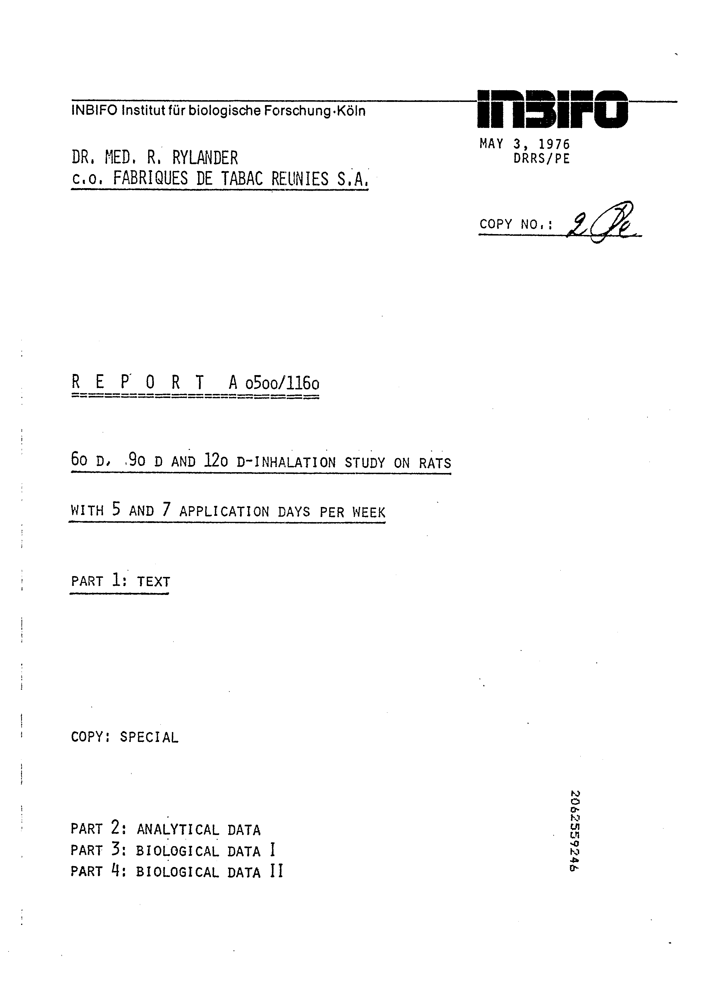 INBIFO Institut für biologische Forschung·Köln
INBIFO
MAY 3, 1976
DRRS/PE
DR. MED. R. RYLANDER
c.o. FABRIQUES DE TABAC REUNIES S.A.
COPY NO.: 2
R E P O R T A o5oo/116o
6o D, 9o D AND 12o D-INHALATION STUDY ON RATS
WITH 5 AND 7 APPLICATION DAYS PER WEEK
PART 1: TEXT
COPY: SPECIAL
PART 2: ANALYTICAL DATA
PART 3: BIOLOGICAL DATA I
PART 4: BIOLOGICAL DATA II
2062559246